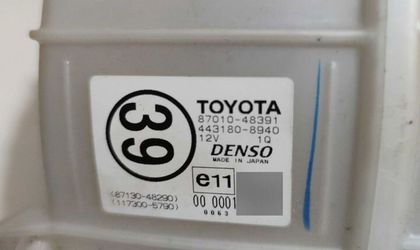 39
TOYOTA
87010-48391
443180-8940
12V 1Q
DENSO
MADE IN JAPAN
e11
(87130-48290)
(117300-5790)
00 0001
0063